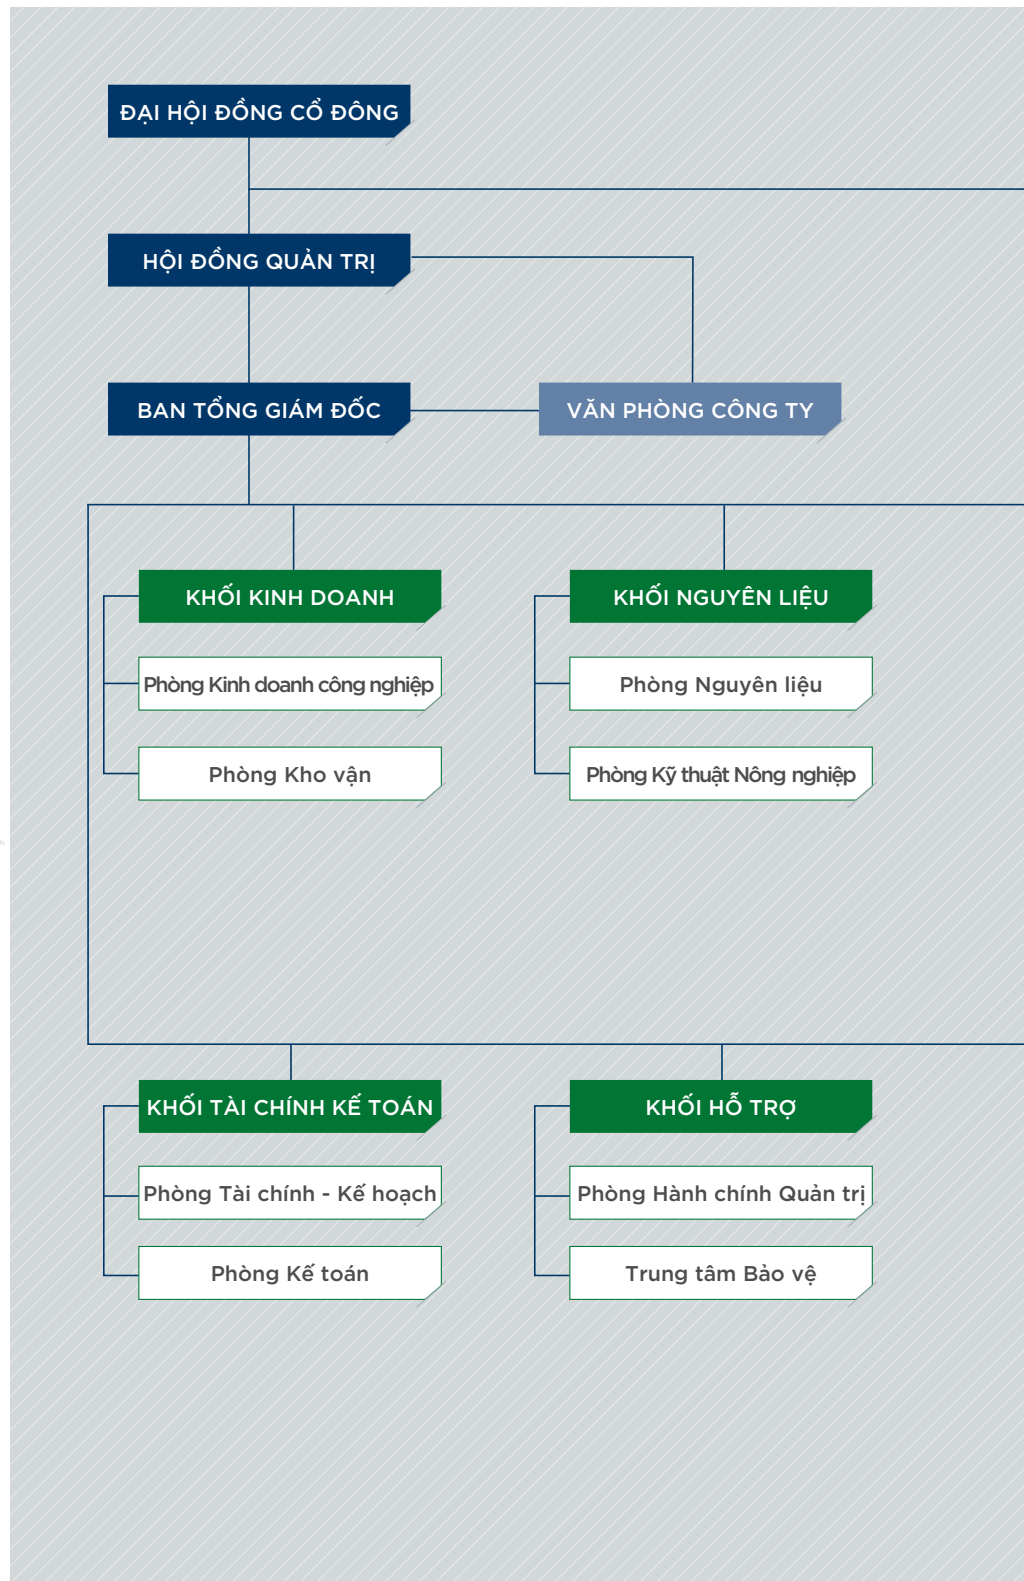 ĐẠI HỘI ĐỒNG CỔ ĐÔNG
HỘI ĐỒNG QUẢN TRỊ
BAN TỔNG GIÁM ĐỐC
VĂN PHÒNG CÔNG TY
KHỐI KINH DOANH
KHỐI NGUYÊN LIỆU
Phòng Kinh doanh công nghiệp
Phòng Nguyên liệu
Phòng Kho vận
Phòng Kỹ thuật Nông nghiệp
KHỐI TÀI CHÍNH KẾ TOÁN
KHỐI HỖ TRỢ
Phòng Tài chính - Kế hoạch
Phòng Hành chính Quản trị
Phòng Kế toán
Trung tâm Bảo vệ